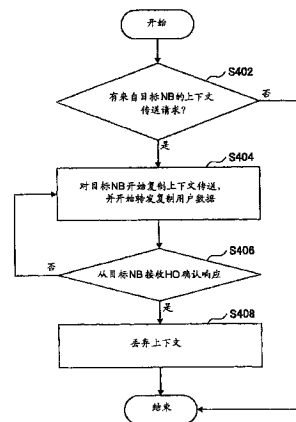 开始
S402
有来自目标NB的上下文
传送请求?
否
是
S404
对目标NB开始复制上下文传送,
并开始转发复制用户数据
S406
否
从目标NB接收HO确认响应
是
S408
丢弃上下文
结束